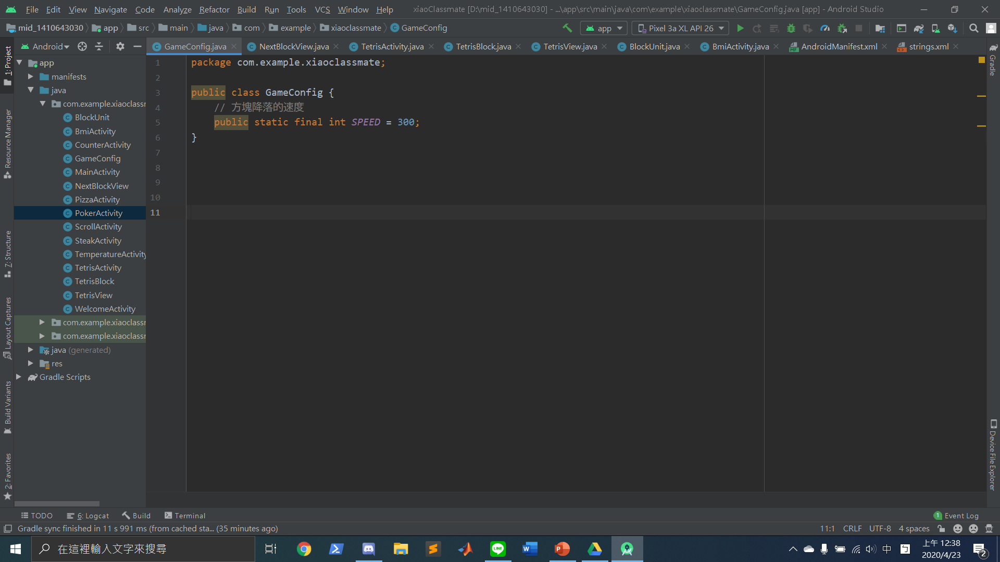 File Edit View Navigate Code Analyze Refactor Build Run Tools VCS Window Help xiaoClassmate [D:\mid_1410643030] - ...\app\src\main\java\com\example\xiaoclassmate\GameConfig.java [app] - Android Studio
mid_1410643030 app src main java com example xiaoclassmate GameConfig app Pixel 3a XL API 26
Android GameConfig.java NextBlockView.java TetrisActivity.java TetrisBlock.java TetrisView.java BlockUnit.java BmiActivity.java AndroidManifest.xml strings.xml
1: Project
Resource Manager
7: Structure
Layout Captures
Build Variants
2: Favorites
app
manifests
java
com.example.xiaoclassr
BlockUnit
BmiActivity
CounterActivity
GameConfig
MainActivity
NextBlockView
PizzaActivity
PokerActivity
ScrollActivity
SteakActivity
TemperatureActivity
TetrisActivity
TetrisBlock
TetrisView
WelcomeActivity
com.example.xiaoclassr
com.example.xiaoclassr
java (generated)
res
Gradle Scripts
1 package com.example.xiaoclassmate;
2
3 public class GameConfig {
4 // 方塊降落的速度
5 public static final int SPEED = 300;
6 }
7
8
9
10
11
Gradle
Device File Explorer
TODO 6: Logcat Build Terminal 1 Event Log
Gradle sync finished in 11 s 991 ms (from cached sta... (35 minutes ago) 11:1 CRLF UTF-8 4 spaces
在這裡輸入文字來搜尋 LINE 中 ㄅ 上午 12:38
2020/4/23 2